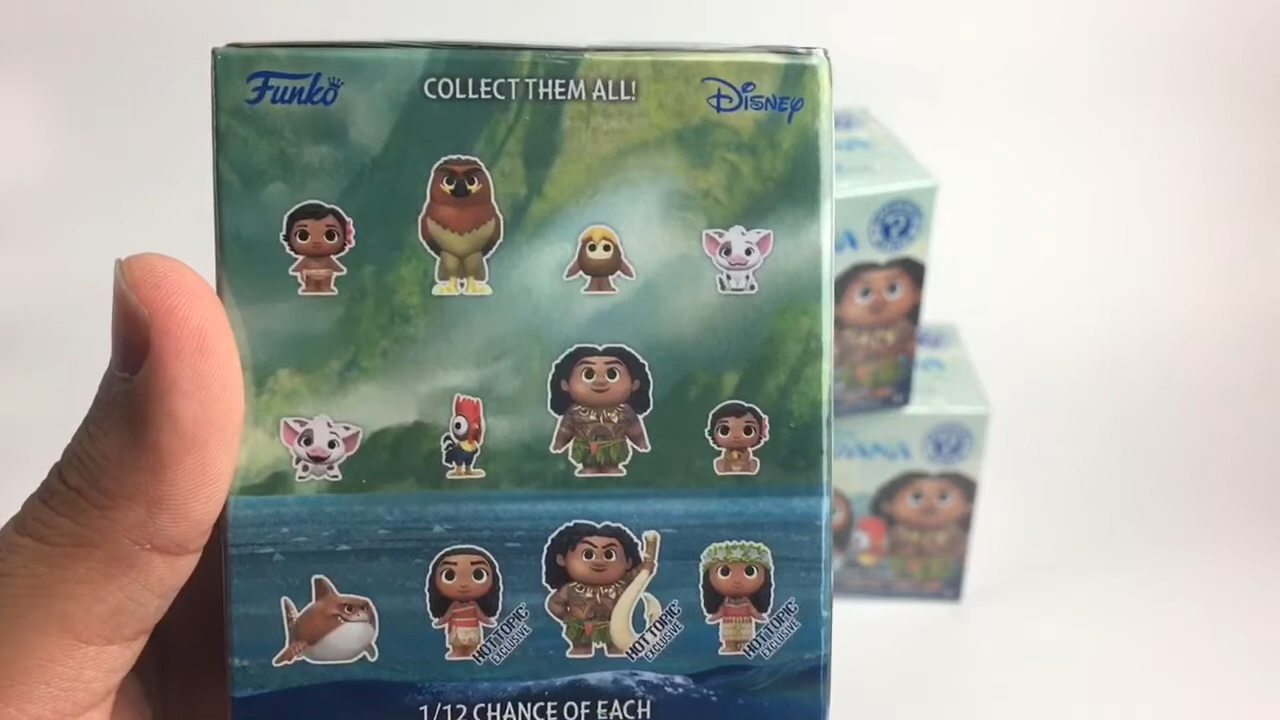 Funko
COLLECT THEM ALL!
Disney
HOT TOPIC
EXCLUSIVE
HOT TOPIC
EXCLUSIVE
HOT TOPIC
EXCLUSIVE
1/12 CHANCE OF EACH